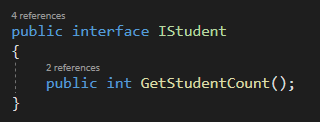 4 references
public interface IStudent
{
2 references
public int GetStudentCount();
}